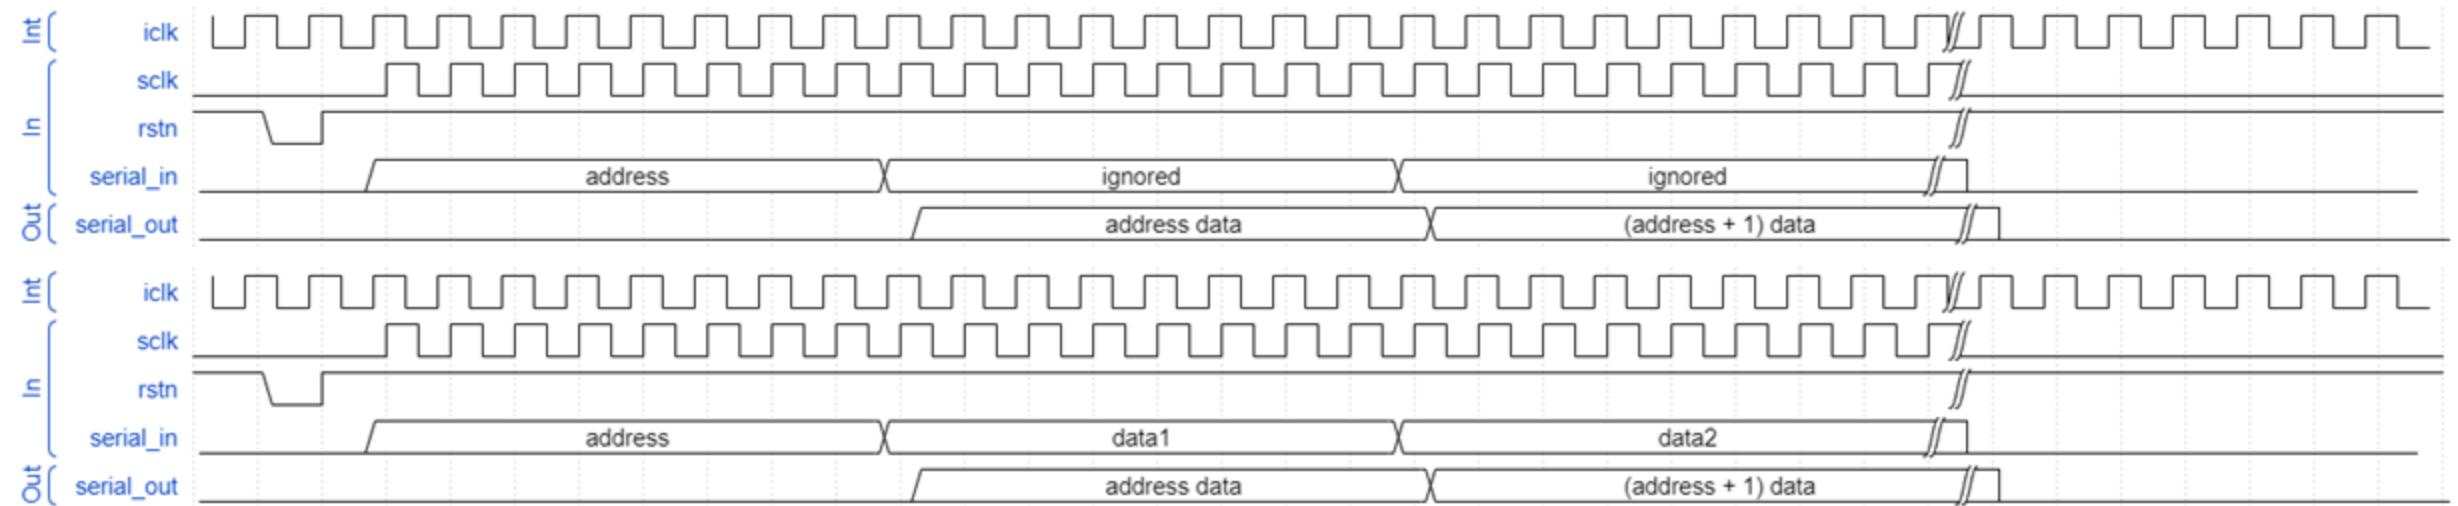 Int
iclk
In
sclk
rstn
serial_in address ignored ignored
Out
serial_out address data (address + 1) data
Int
iclk
In
sclk
rstn
serial_in address data1 data2
Out
serial_out address data (address + 1) data